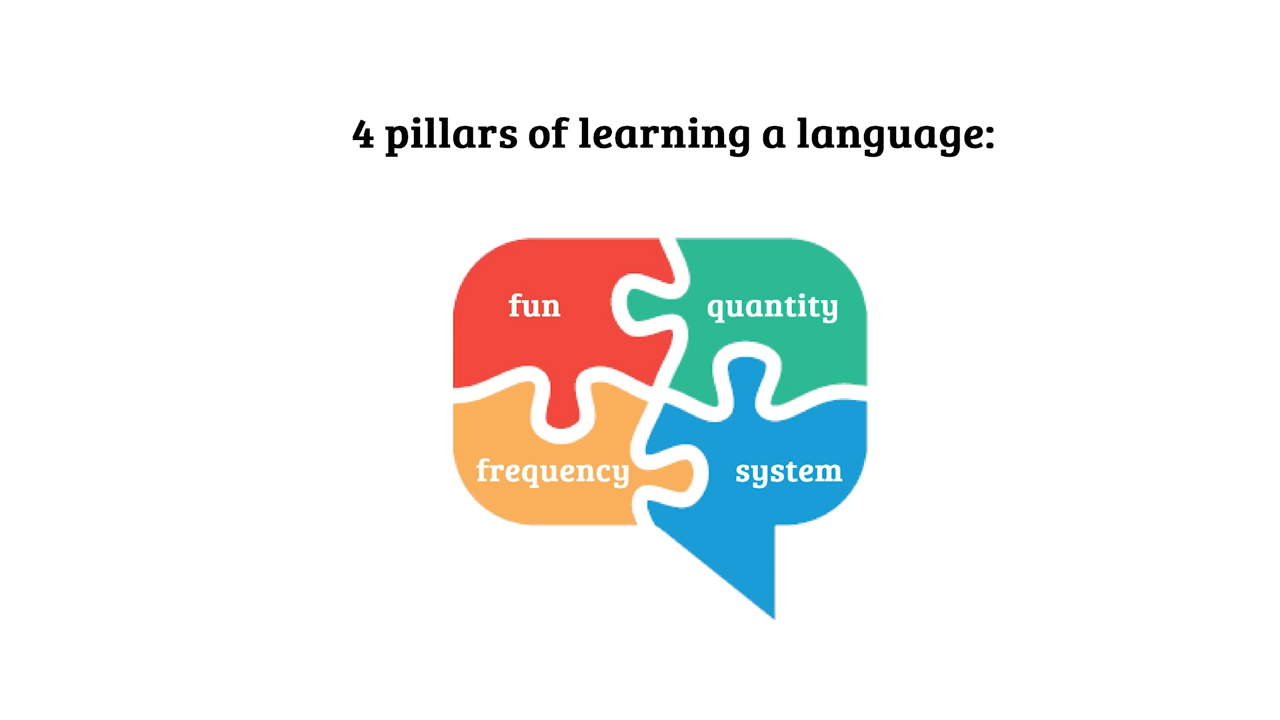 4 pillars of learning a language:
fun
quantity
frequency
system